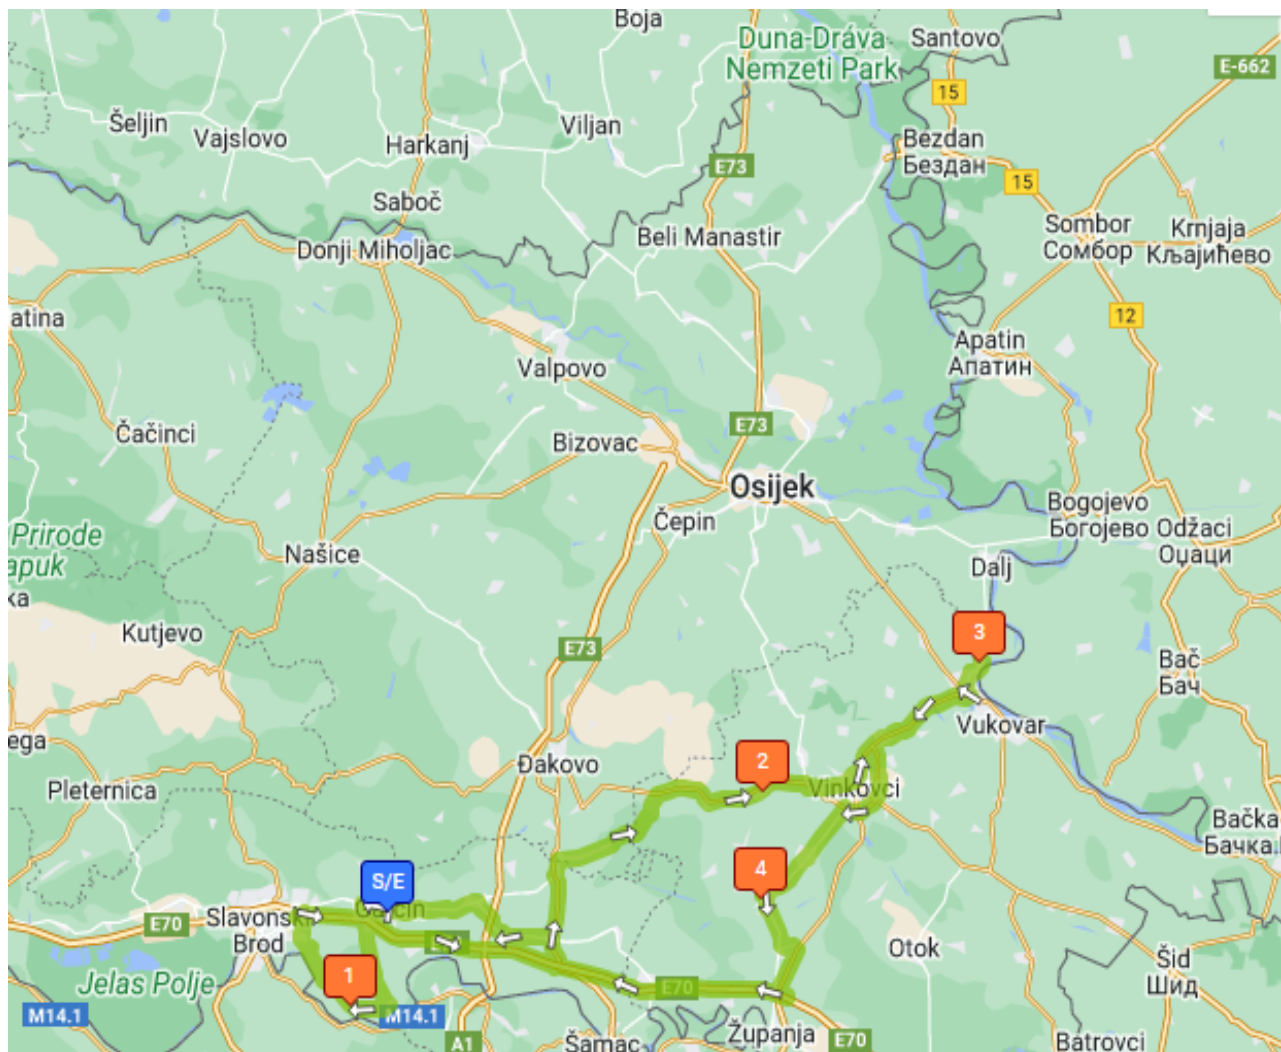 Boja
Duna-Dráva
Nemzeti Park
Santovo
E-662
15
Šeljin
Vajslovo
Harkanj
Viljan
Bezdan
Бездан
E73
15
Saboč
Donji Miholjac
Beli Manastir
Sombor
Сомбор
Krnjaja
Кљајићево
atina
12
Apatin
Апатин
Valpovo
E73
Čačinci
Bizovac
Osijek
Čepin
Bogojevo
Богојево
Odžaci
Оџаци
Prirode
apuk
Našice
Dalj
ka
Kutjevo
E73
3
Bač
Бач
Vukovar
ega
Pleternica
Đakovo
2
Vinkovci
Bačka
Бачка
S/E
4
Garčin
E70
Slavonski
Brod
Otok
Jelas Polje
1
E70
Šid
Шид
M14.1
M14.1
A1
Šamac
Županja
E70
Batrovci